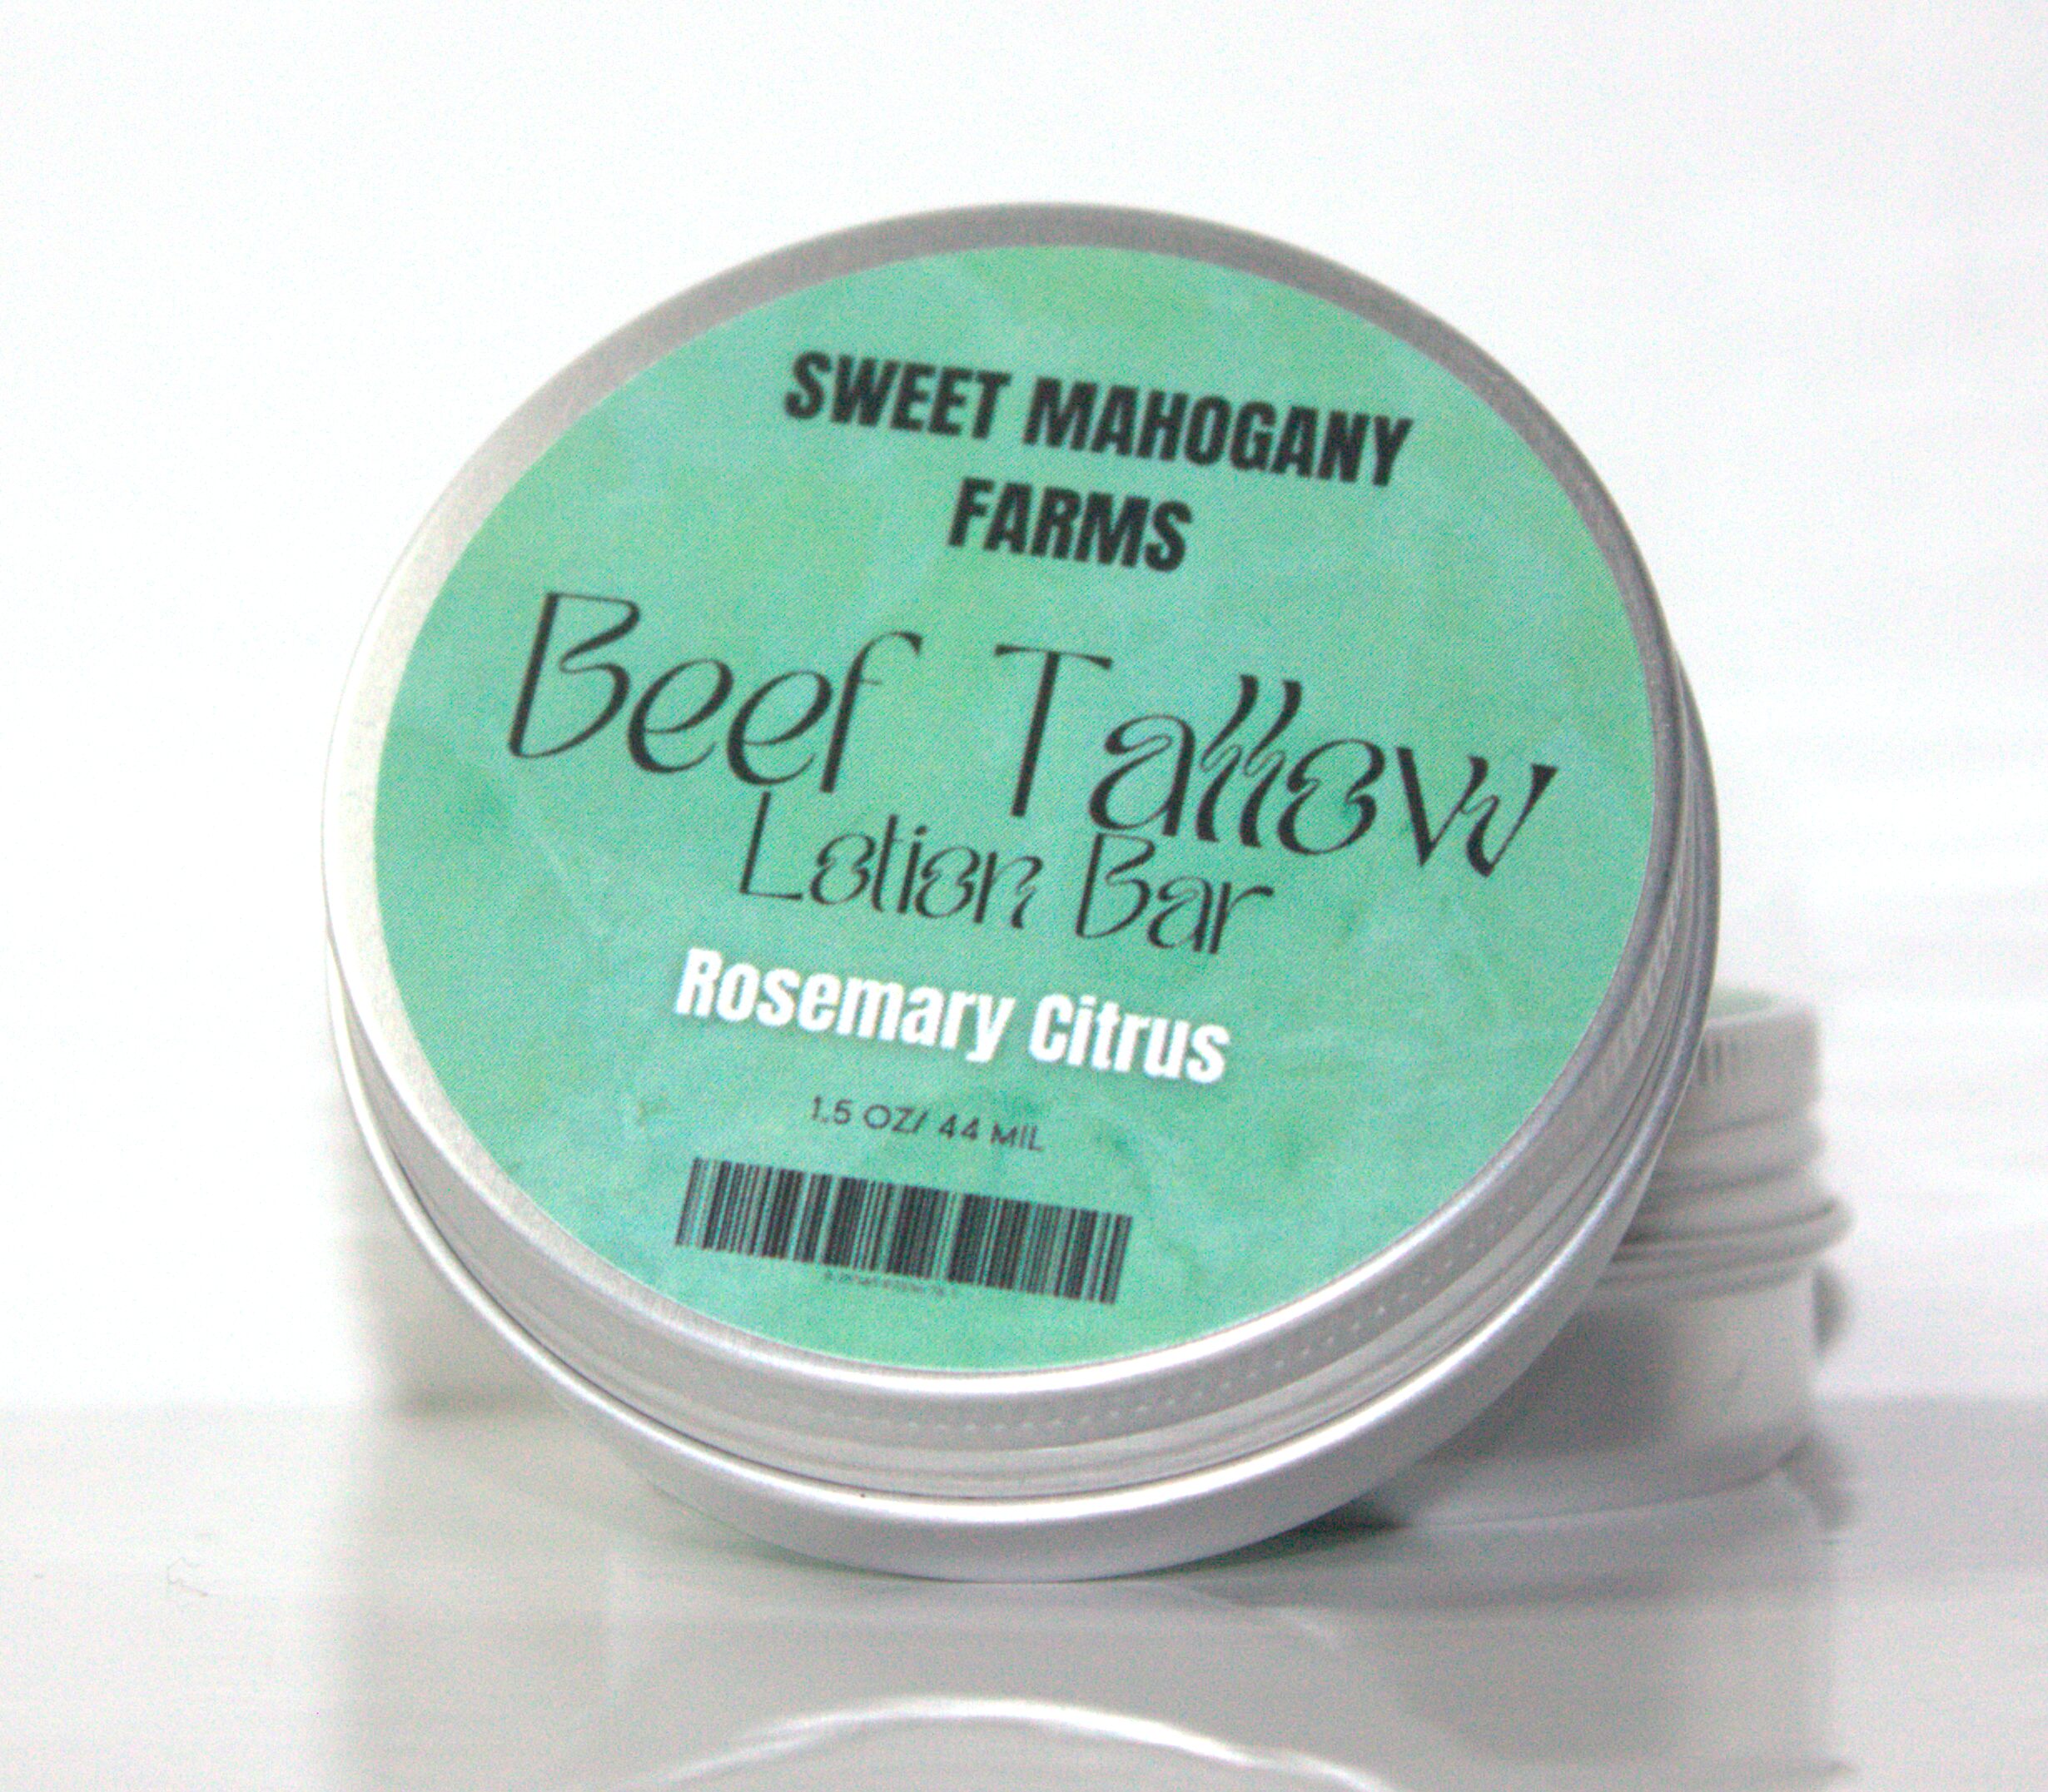 SWEET MAHOGANY
FARMS
Beef Tallow
Lotion Bar
Rosemary Citrus
1.5 OZ/ 44 MIL